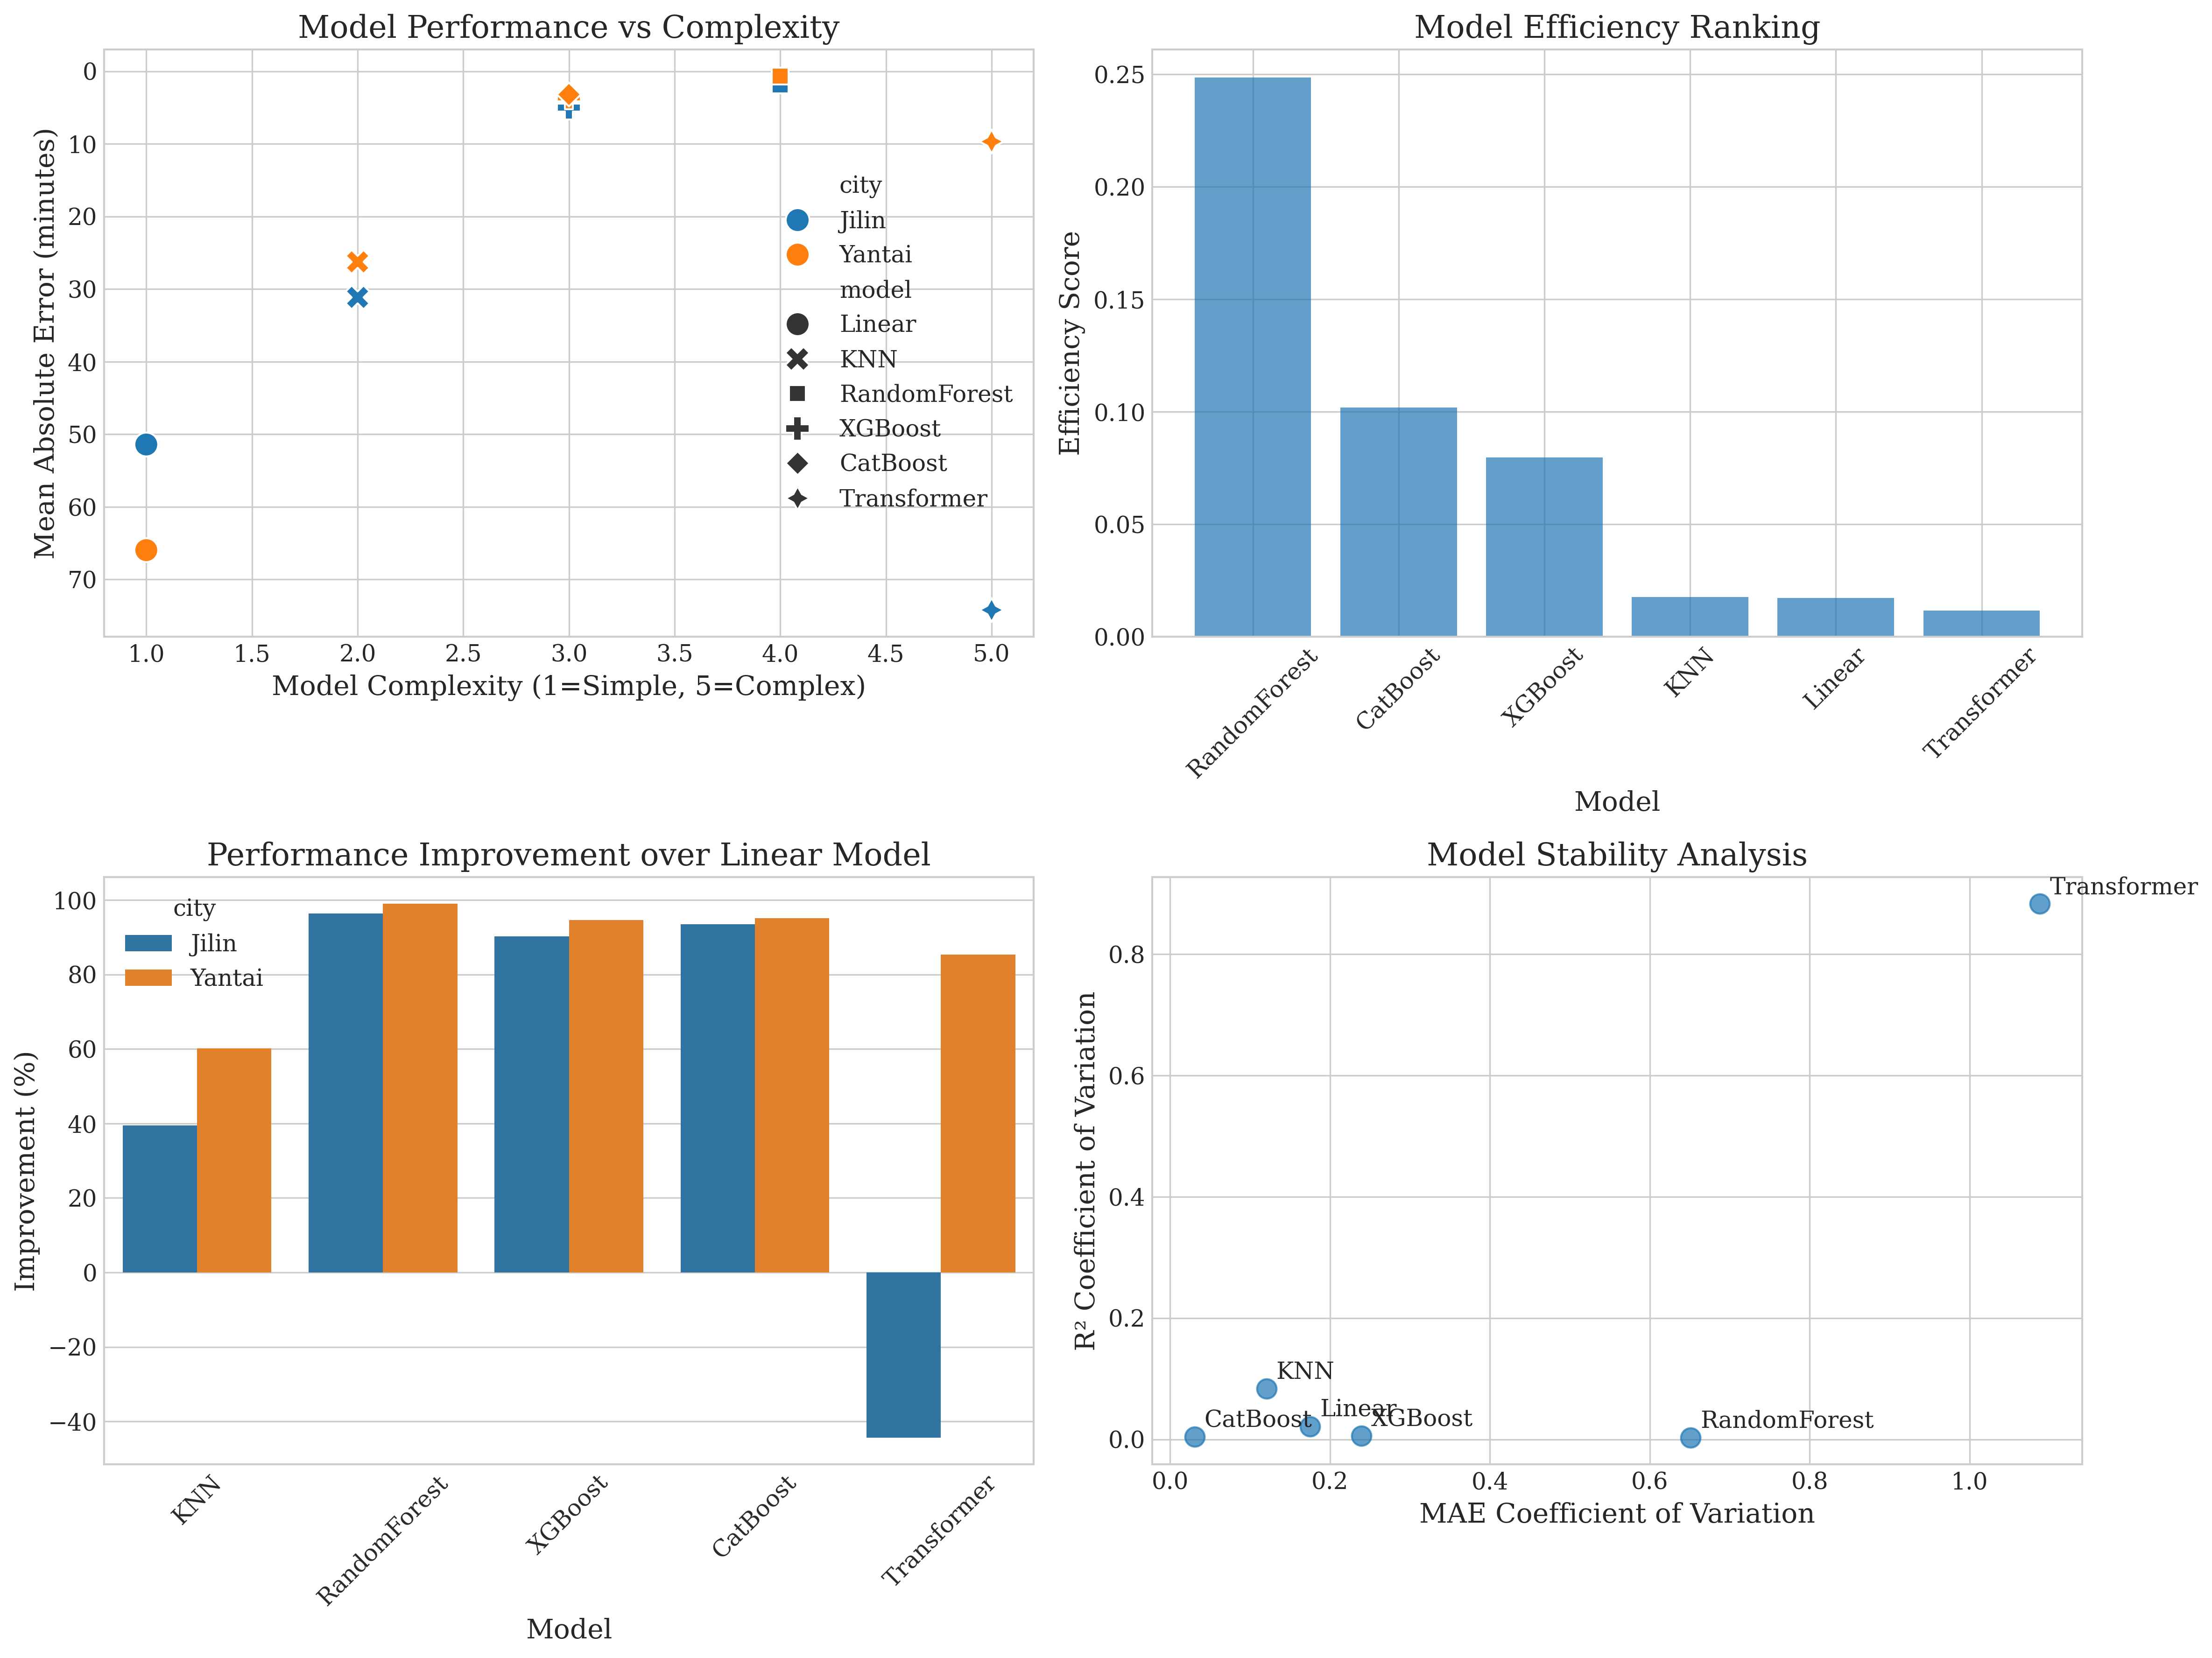 Model Performance vs Complexity
Mean Absolute Error (minutes)
0
10
20
30
40
50
60
70
city
Jilin
Yantai
model
Linear
KNN
RandomForest
XGBoost
CatBoost
Transformer
1.0 1.5 2.0 2.5 3.0 3.5 4.0 4.5 5.0
Model Complexity (1=Simple, 5=Complex)
Model Efficiency Ranking
Efficiency Score
0.25
0.20
0.15
0.10
0.05
0.00
RandomForest CatBoost XGBoost KNN Linear Transformer
Model
Performance Improvement over Linear Model
Improvement (%)
100
80
60
40
20
0
−20
−40
city
Jilin
Yantai
KNN RandomForest XGBoost CatBoost Transformer
Model
Model Stability Analysis
R² Coefficient of Variation
0.8
0.6
0.4
0.2
0.0
Transformer
KNN
Linear
CatBoost
XGBoost
RandomForest
0.0 0.2 0.4 0.6 0.8 1.0
MAE Coefficient of Variation